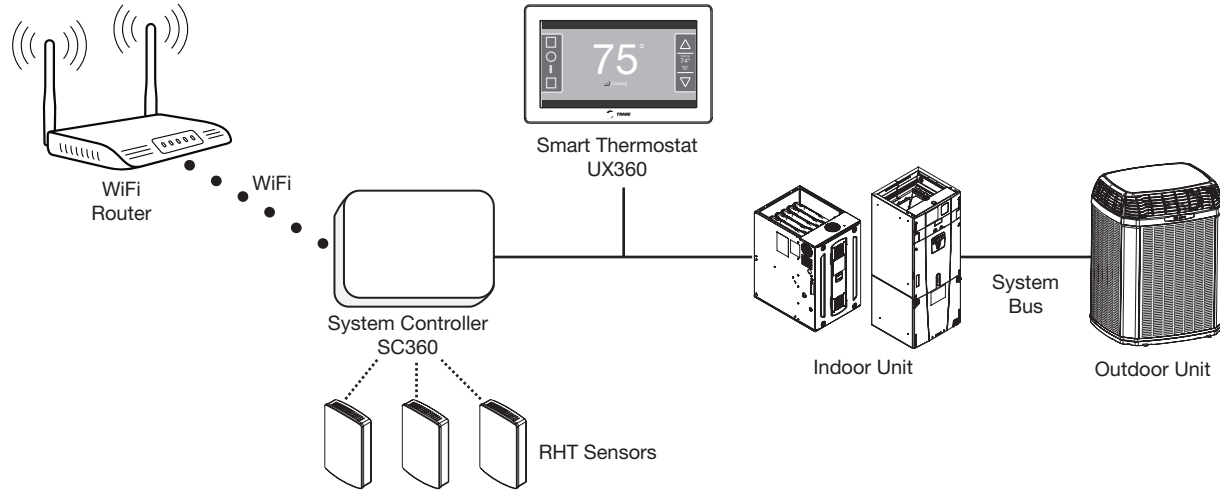 75°
74°
TRANE
Smart Thermostat
UX360
WiFi
Router
WiFi
System Controller
SC360
System
Bus
Indoor Unit
Outdoor Unit
RHT Sensors